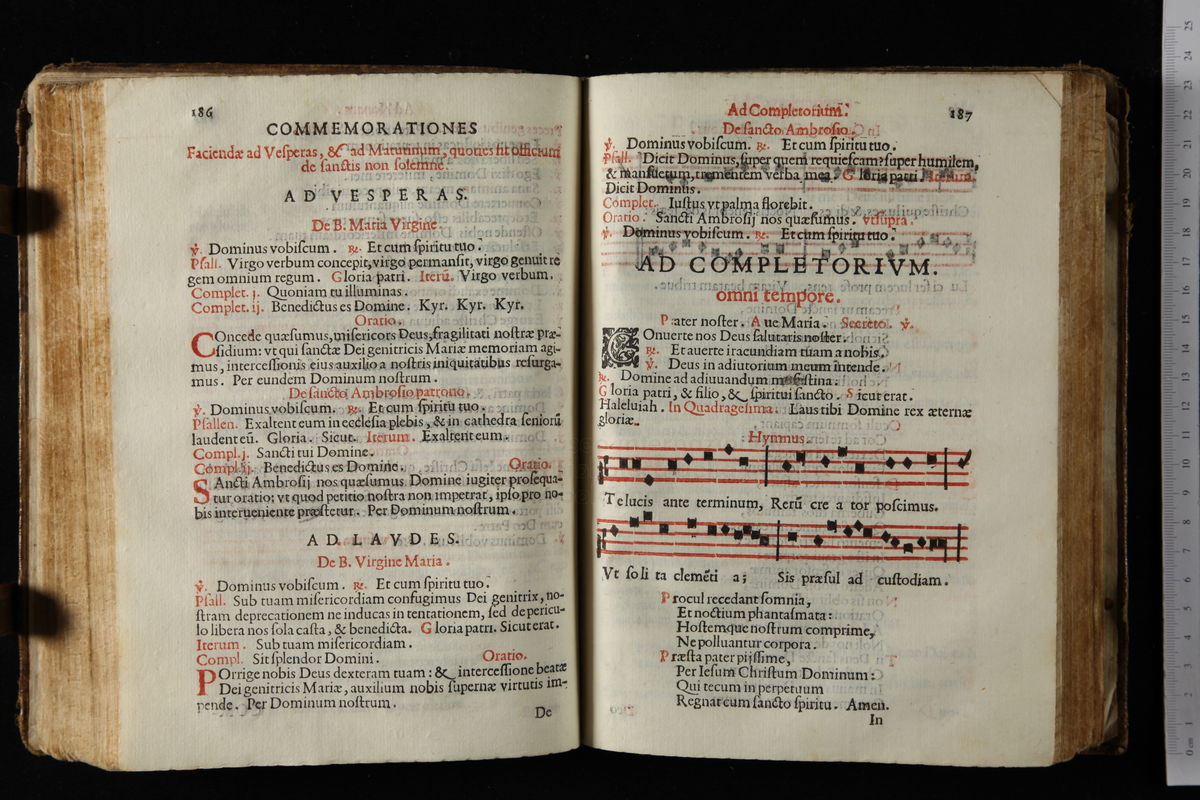 186
COMMEMORATIONES
Faciendæ ad Vesperas, & ad Matutinum, quoties fit officium
de sanctis non solemne.
AD VESPERAS.
De B. Maria Virgine
℣. Dominus vobiscum. ℟. Et cum spiritu tuo.
Psall. Virgo verbum concepit, virgo permansit, virgo genuit re
gem omnium regum. Gloria patri. Iterū. Virgo verbum.
Complet. j. Quoniam tu illuminas.
Complet. ij. Benedictus es Domine. Kyr. Kyr. Kyr.
Oratio.
COncede quæsumus, misericors Deus, fragilitati nostræ præ-
sidium: vt qui sanctæ Dei genitricis Mariæ memoriam agi-
mus, intercessionis eius auxilio a nostris iniquitatibus resurga-
mus. Per eundem Dominum nostrum.
De sancto Ambrosio patrono.
℣. Dominus vobiscum. ℟. Et cum spiritu tuo.
Psallen. Exaltent eum in ecclesia plebis, & in cathedra seniorū
laudent eū. Gloria. Sicut. Iterum. Exaltent eum.
Compl. j. Sancti tui Domine.
Compl. ij. Benedictus es Domine. Oratio.
SAncti Ambrosij nos quæsumus Domine iugiter prosequa-
tur oratio: vt quod petitio nostra non impetrat, ipso pro no-
bis interueniente præstetur. Per Dominum nostrum.
AD LAVDES.
De B. Virgine Maria.
℣. Dominus vobiscum. ℟. Et cum spiritu tuo.
Psall. Sub tuam misericordiam confugimus Dei genitrix, no-
stram deprecationem ne inducas in tentationem, sed de pericu-
lo libera nos sola casta, & benedicta. Gloria patri. Sicut erat.
Iterum. Sub tuam misericordiam.
Compl. Sit splendor Domini. Oratio.
POrrige nobis Deus dexteram tuam: & intercessione beatæ
Dei genitricis Mariæ, auxilium nobis supernæ virtutis im-
pende. Per Dominum nostrum.
De
Ad Completorium. 187
De sancto Ambrosio.
℣. Dominus vobiscum. ℟. Et cum spiritu tuo.
Psall. Dicit Dominus, super quem requiescam? super humilem,
& mansuetum, trementem verba mea. Gloria patri. Iterum.
Dicit Dominus.
Complet. Iustus vt palma florebit.
Oratio. Sancti Ambrosij quæsumus. vt supra.
℣. Dominus vobiscum. ℟. Et cum spiritu tuo.
AD COMPLETORIVM.
omni tempore.
Pater noster. Aue Maria. Secreto. ℣.
COnuerte nos Deus salutaris noster.
℟. Et auerte iracundiam tuam a nobis.
℣. Deus in adiutorium meum intende.
℟. Domine ad adiuuandum me festina:
Gloria patri, & filio, & spiritui sancto. Sicut erat.
Haleluiah. In Quadragesima. Laus tibi Domine rex æternæ
gloriæ.
Hymnus.
Te lucis ante terminum, Rerū cre a tor poscimus.
Vt so li ta clemēti a; Sis præsul ad custodiam.
Procul recedant somnia,
Et noctium phantasmata:
Hostemque nostrum comprime,
Ne polluantur corpora.
Præsta pater pijssime,
Per Iesum Christum Dominum:
Qui tecum in perpetuum
Regnat cum sancto spiritu. Amen.
In